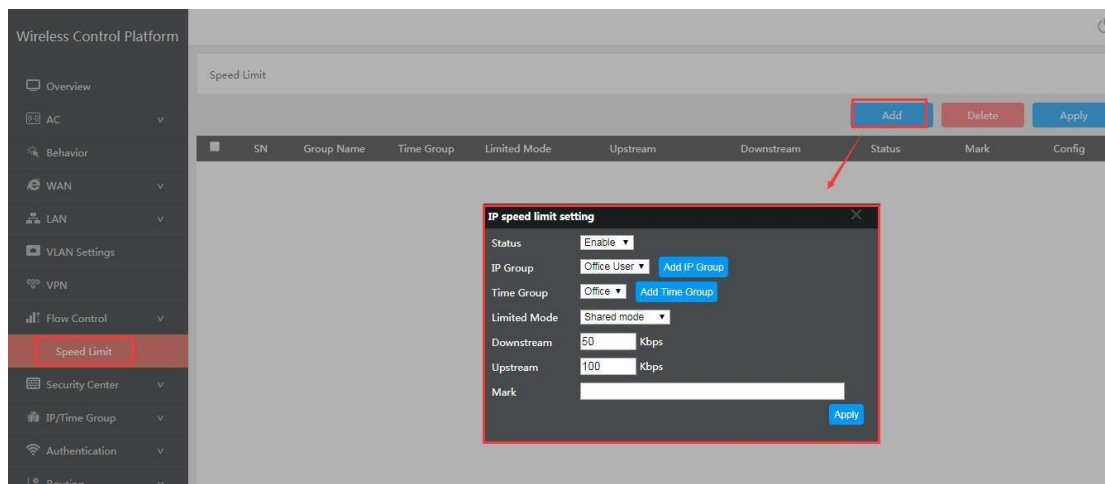 Wireless Control Platform
Overview
AC
Behavior
WAN
LAN
VLAN Settings
VPN
Flow Control
Speed Limit
Security Center
IP/Time Group
Authentication
Routing
Speed Limit
Add Delete Apply
SN Group Name Time Group Limited Mode Upstream Downstream Status Mark Config
IP speed limit setting
Status Enable
IP Group Office User Add IP Group
Time Group Office Add Time Group
Limited Mode Shared mode
Downstream 50 Kbps
Upstream 100 Kbps
Mark
Apply